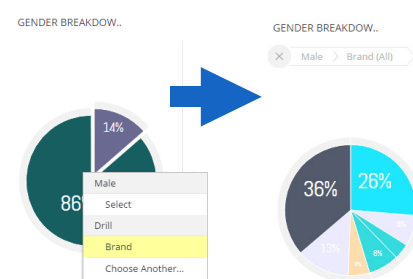 GENDER BREAKDOW..
14%
86
Male
Select
Drill
Brand
Choose Another...
GENDER BREAKDOW..
Male
Brand (All)
36%
26%
13%
8%